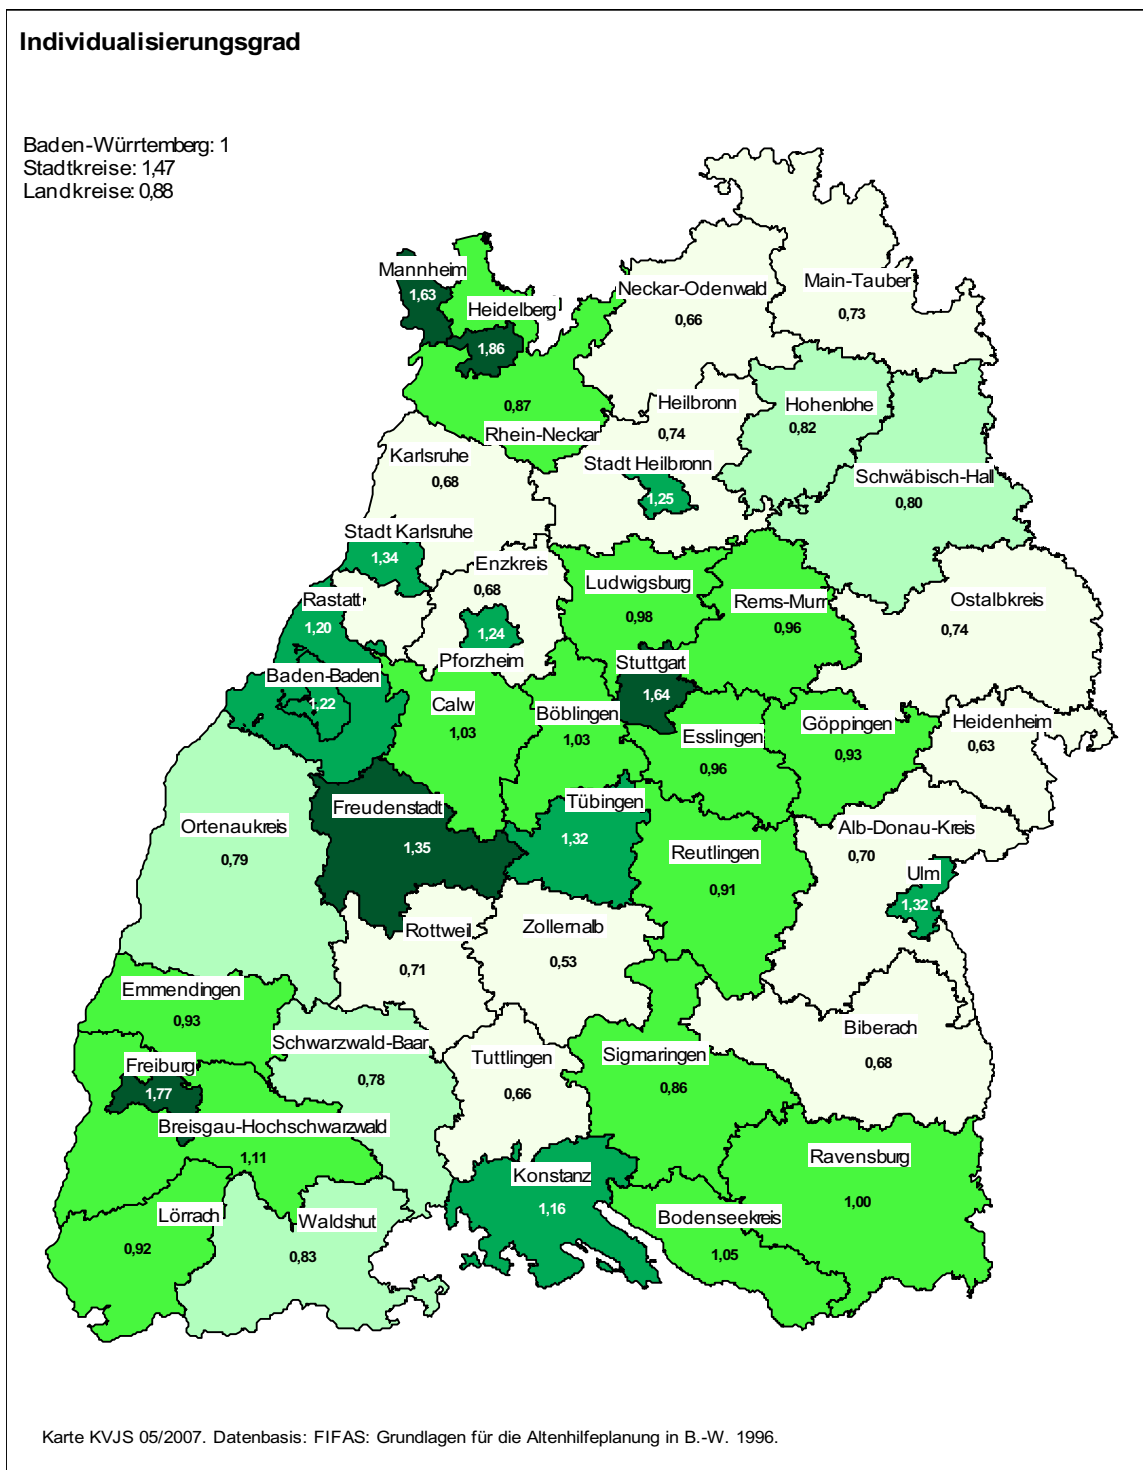 Individualisierungsgrad
Baden-Würrtemberg: 1
Stadtkreise: 1,47
Landkreise: 0,88
Mannheim
1,63
Heidelberg
1,86
Neckar-Odenwald
0,66
Main-Tauber
0,73
0,87
Rhein-Neckar
Heilbronn
0,74
Hohenlohe
0,82
Karlsruhe
0,68
Stadt Heilbronn
1,25
Schwäbisch-Hall
0,80
Stadt Karlsruhe
1,34
Enzkreis
0,68
Ludwigsburg
0,98
Rems-Murr
0,96
Ostalbkreis
0,74
Rastatt
1,20
1,24
Pforzheim
Stuttgart
1,64
Baden-Baden
1,22
Calw
1,03
Böblingen
1,03
Esslingen
0,96
Göppingen
0,93
Heidenheim
0,63
Freudenstadt
1,35
Tübingen
1,32
Ortenaukreis
0,79
Reutlingen
0,91
Alb-Donau-Kreis
0,70
Ulm
1,32
Rottweil
0,71
Zollernalb
0,53
Emmendingen
0,93
Schwarzwald-Baar
0,78
Tuttlingen
0,66
Sigmaringen
0,86
Biberach
0,68
Freiburg
1,77
Breisgau-Hochschwarzwald
1,11
Konstanz
1,16
Ravensburg
1,00
Lörrach
0,92
Waldshut
0,83
Bodenseekreis
1,05
Karte KVJS 05/2007. Datenbasis: FIFAS: Grundlagen für die Altenhilfeplanung in B.-W. 1996.